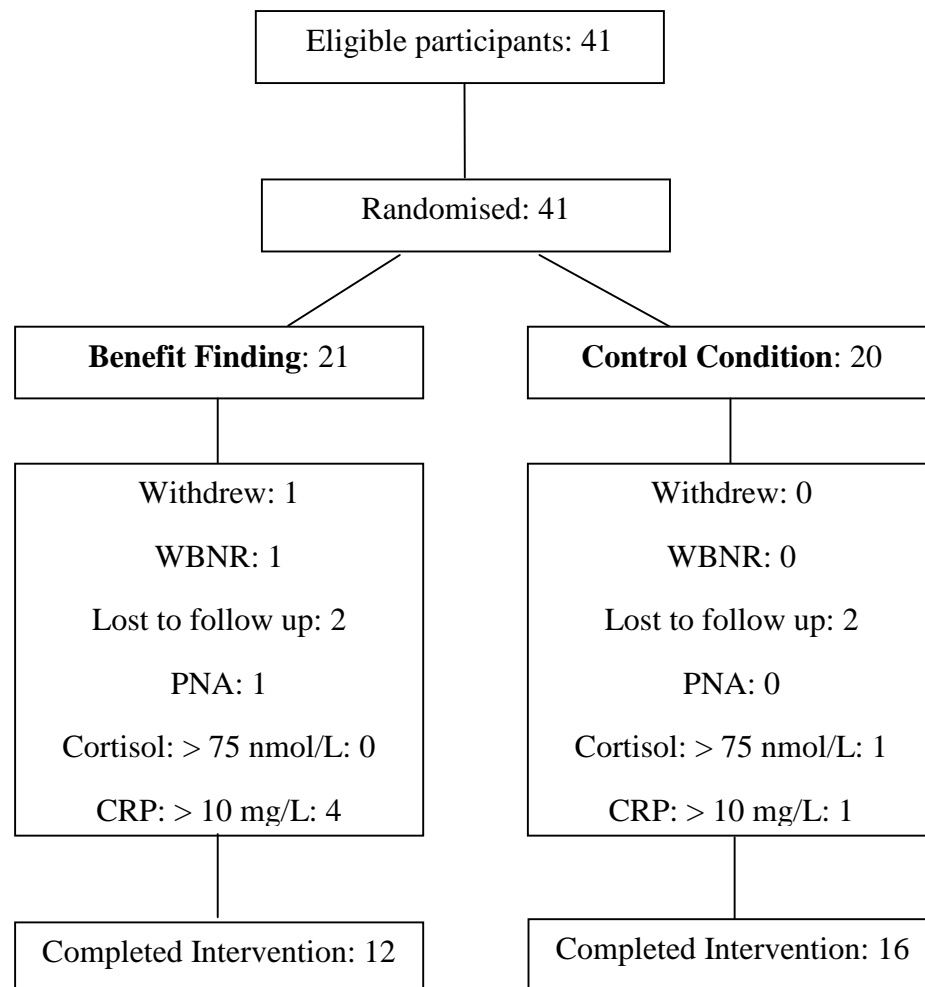 Eligible participants: 41
Randomised: 41
Benefit Finding: 21
Control Condition: 20
Withdrew: 1
WBNR: 1
Lost to follow up: 2
PNA: 1
Cortisol: > 75 nmol/L: 0
CRP: > 10 mg/L: 4
Withdrew: 0
WBNR: 0
Lost to follow up: 2
PNA: 0
Cortisol: > 75 nmol/L: 1
CRP: > 10 mg/L: 1
Completed Intervention: 12
Completed Intervention: 16